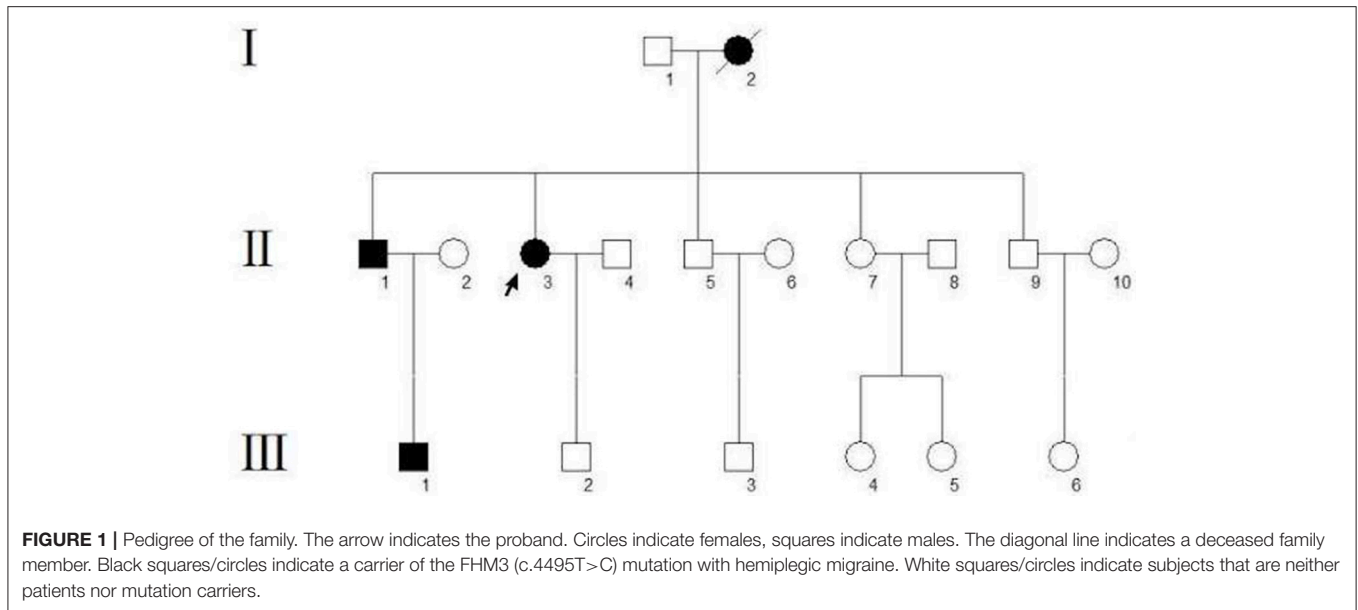 I
1 2
II
1 2 3 4 5 6 7 8 9 10
III
1 2 3 4 5 6
FIGURE 1 | Pedigree of the family. The arrow indicates the proband. Circles indicate females, squares indicate males. The diagonal line indicates a deceased family
member. Black squares/circles indicate a carrier of the FHM3 (c.4495T>C) mutation with hemiplegic migraine. White squares/circles indicate subjects that are neither
patients nor mutation carriers.